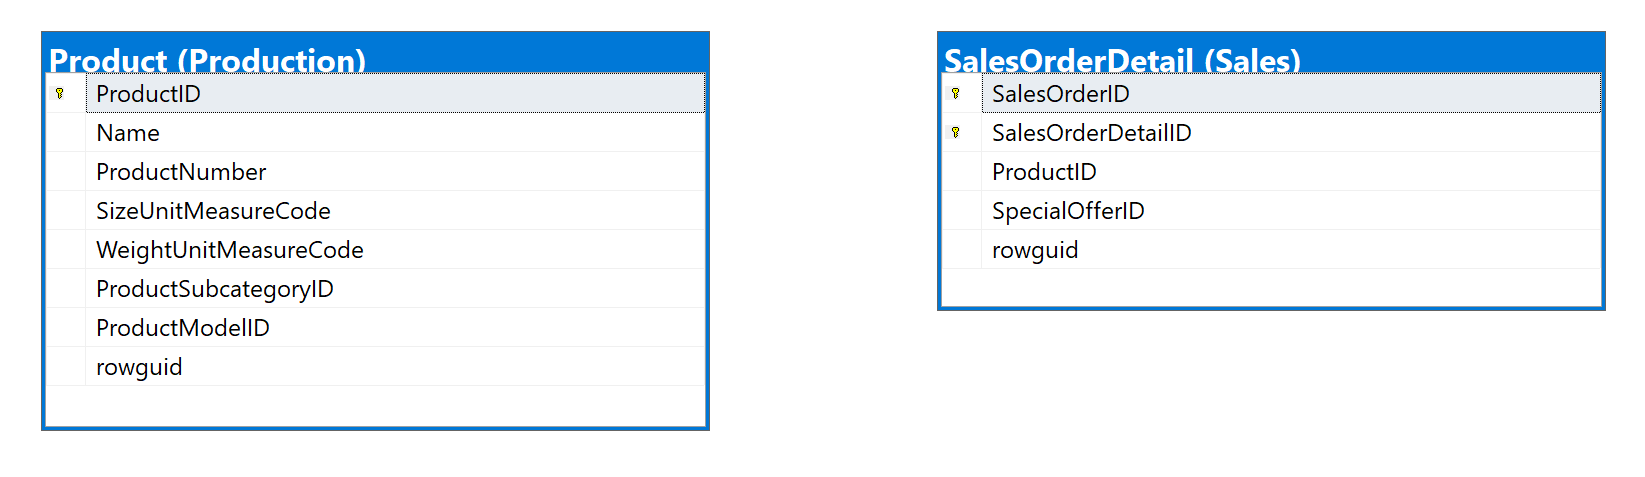 Product (Production)
ProductID
Name
ProductNumber
SizeUnitMeasureCode
WeightUnitMeasureCode
ProductSubcategoryID
ProductModelID
rowguid
SalesOrderDetail (Sales)
SalesOrderID
SalesOrderDetailID
ProductID
SpecialOfferID
rowguid